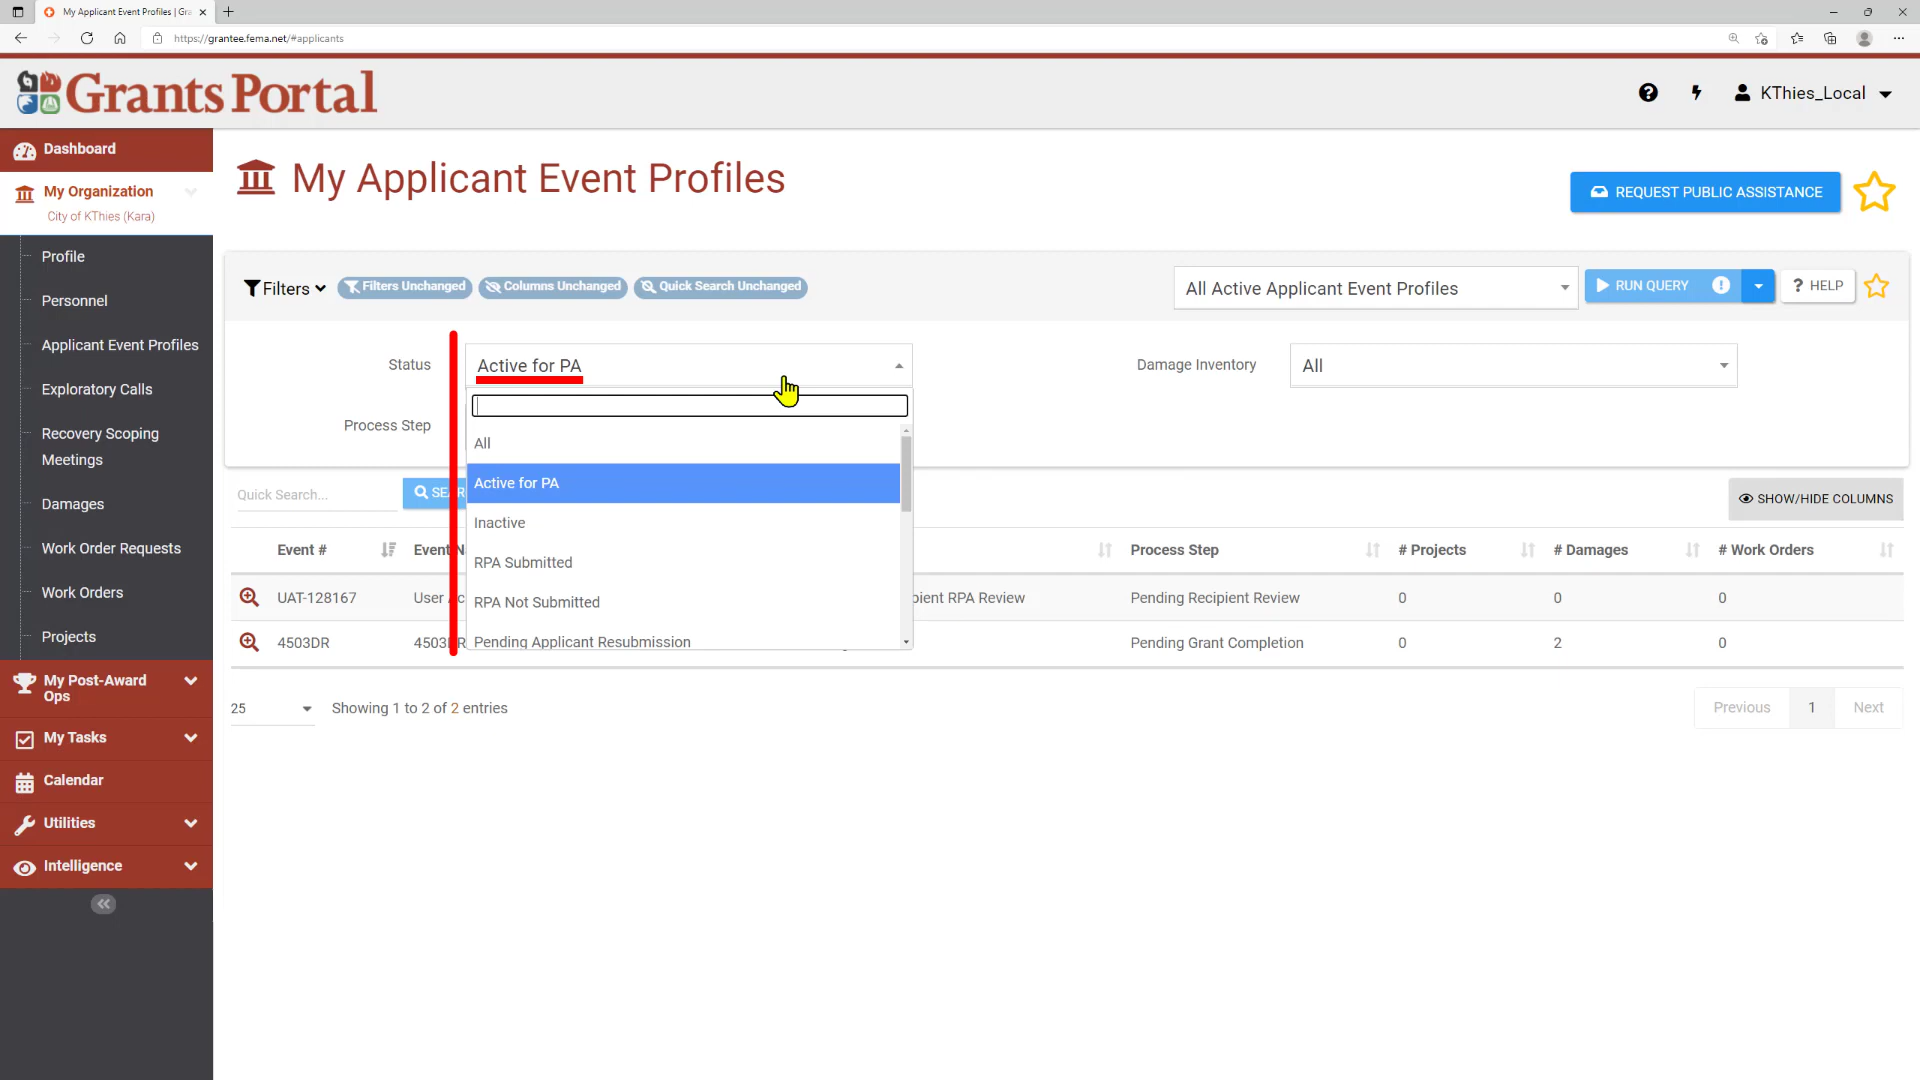 My Applicant Event Profiles | Gra
https://grantee.fema.net/#applicants
Grants Portal
KThies_Local
Dashboard
My Organization
City of KThies (Kara)
Profile
Personnel
Applicant Event Profiles
Exploratory Calls
Recovery Scoping
Meetings
Damages
Work Order Requests
Work Orders
Projects
My Post-Award
Ops
My Tasks
Calendar
Utilities
Intelligence
My Applicant Event Profiles
REQUEST PUBLIC ASSISTANCE
Filters
Filters Unchanged
Columns Unchanged
Quick Search Unchanged
All Active Applicant Event Profiles
RUN QUERY
? HELP
Status
Active for PA
Damage Inventory
All
Process Step
All
Active for PA
Inactive
RPA Submitted
RPA Not Submitted
Pending Applicant Resubmission
Quick Search...
SHOW/HIDE COLUMNS
Event #
Event
Process Step
# Projects
# Damages
# Work Orders
UAT-128167
User
RPA Review
Pending Recipient Review
0
0
0
4503DR
Pending Grant Completion
0
2
0
25
Showing 1 to 2 of 2 entries
Previous
1
Next